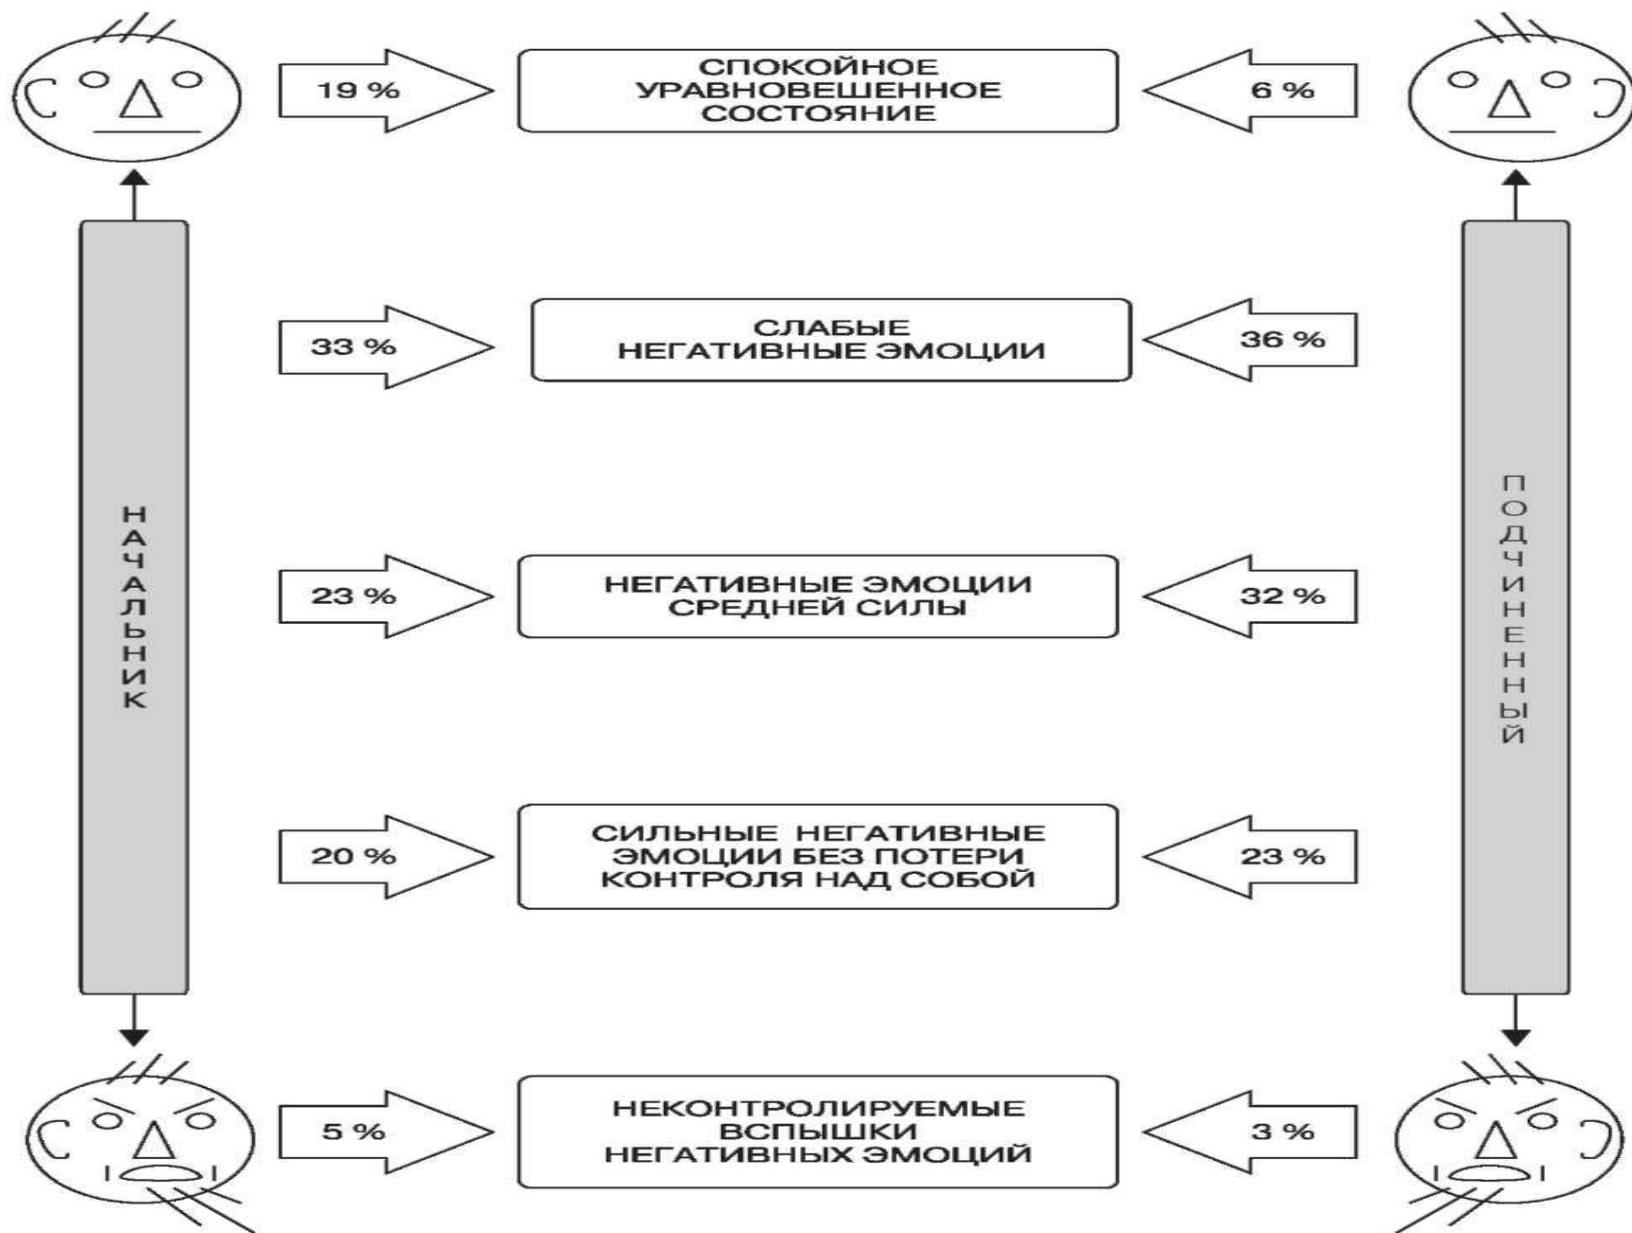 19 %
СПОКОЙНОЕ
УРАВНОВЕШЕННОЕ
СОСТОЯНИЕ
6 %
33 %
СЛАБЫЕ
НЕГАТИВНЫЕ ЭМОЦИИ
36 %
НАЧАЛЬНИК
23 %
НЕГАТИВНЫЕ ЭМОЦИИ
СРЕДНЕЙ СИЛЫ
32 %
ПОДЧИНЕННЫЙ
20 %
СИЛЬНЫЕ НЕГАТИВНЫЕ
ЭМОЦИИ БЕЗ ПОТЕРИ
КОНТРОЛЯ НАД СОБОЙ
23 %
5 %
НЕКОНТРОЛИРУЕМЫЕ
ВСПЫШКИ
НЕГАТИВНЫХ ЭМОЦИЙ
3 %